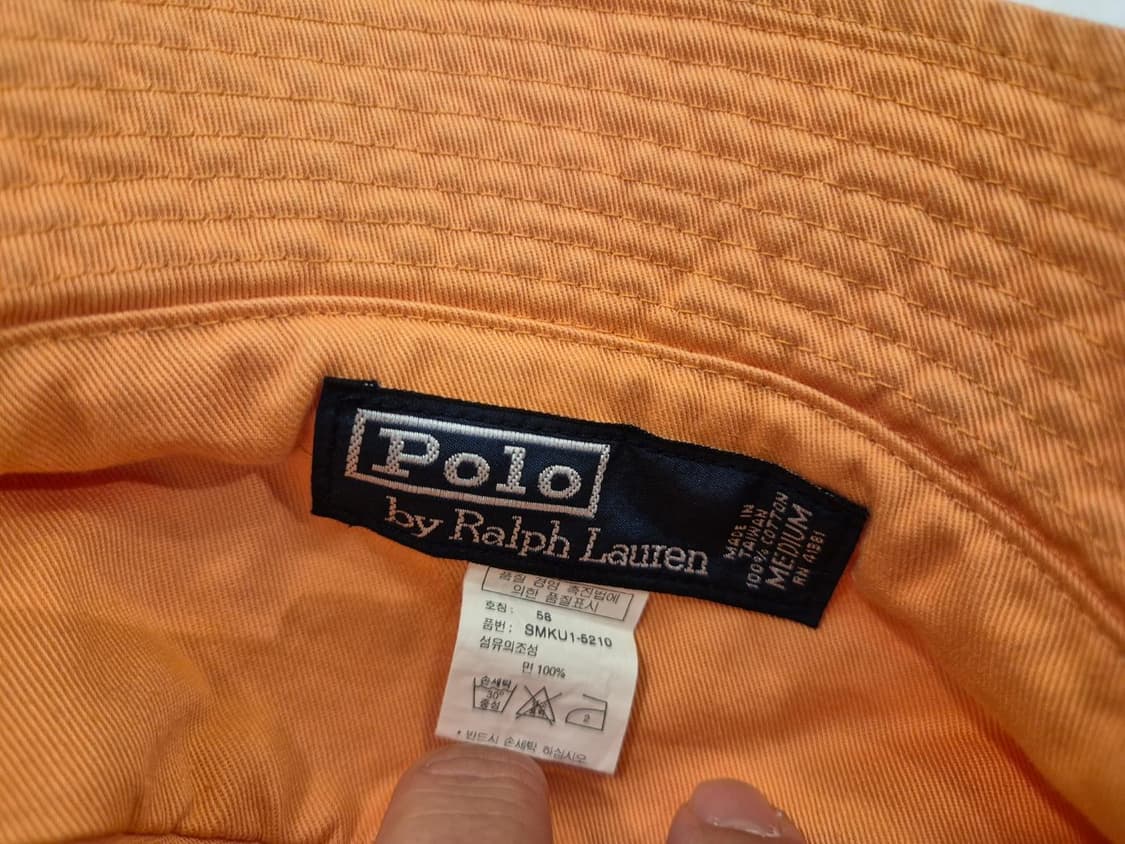 Polo
by Ralph Lauren
MADE IN
TAIWAN
100% COTTON
MEDIUM
RN 41381
품질 경영 촉진법에
의한 품질표시
호칭: 58
품번: SMKU1-5210
섬유의조성
면 100%
손세탁
30°
중성
2
* 반드시 손세탁 하십시오